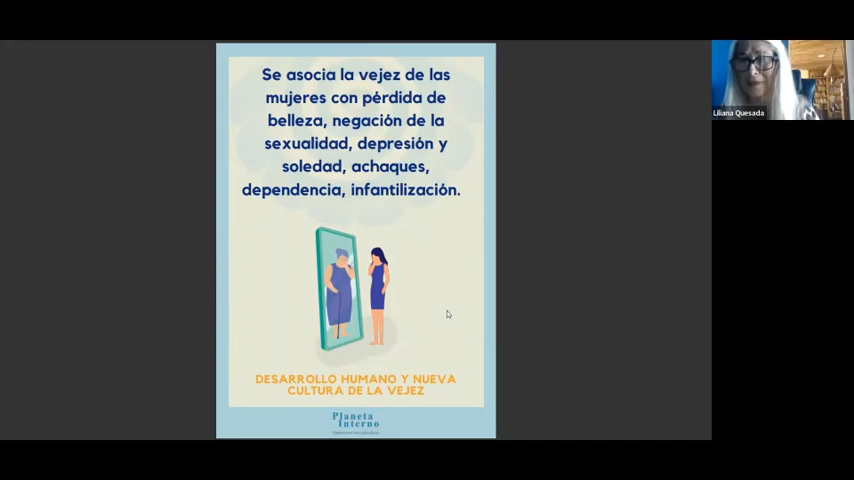 Se asocia la vejez de las
mujeres con pérdida de
belleza, negación de la
sexualidad, depresión y
soledad, achaques,
dependencia, infantilización.
DESARROLLO HUMANO Y NUEVA
CULTURA DE LA VEJEZ
Planeta
Interno
Liliana Quesada